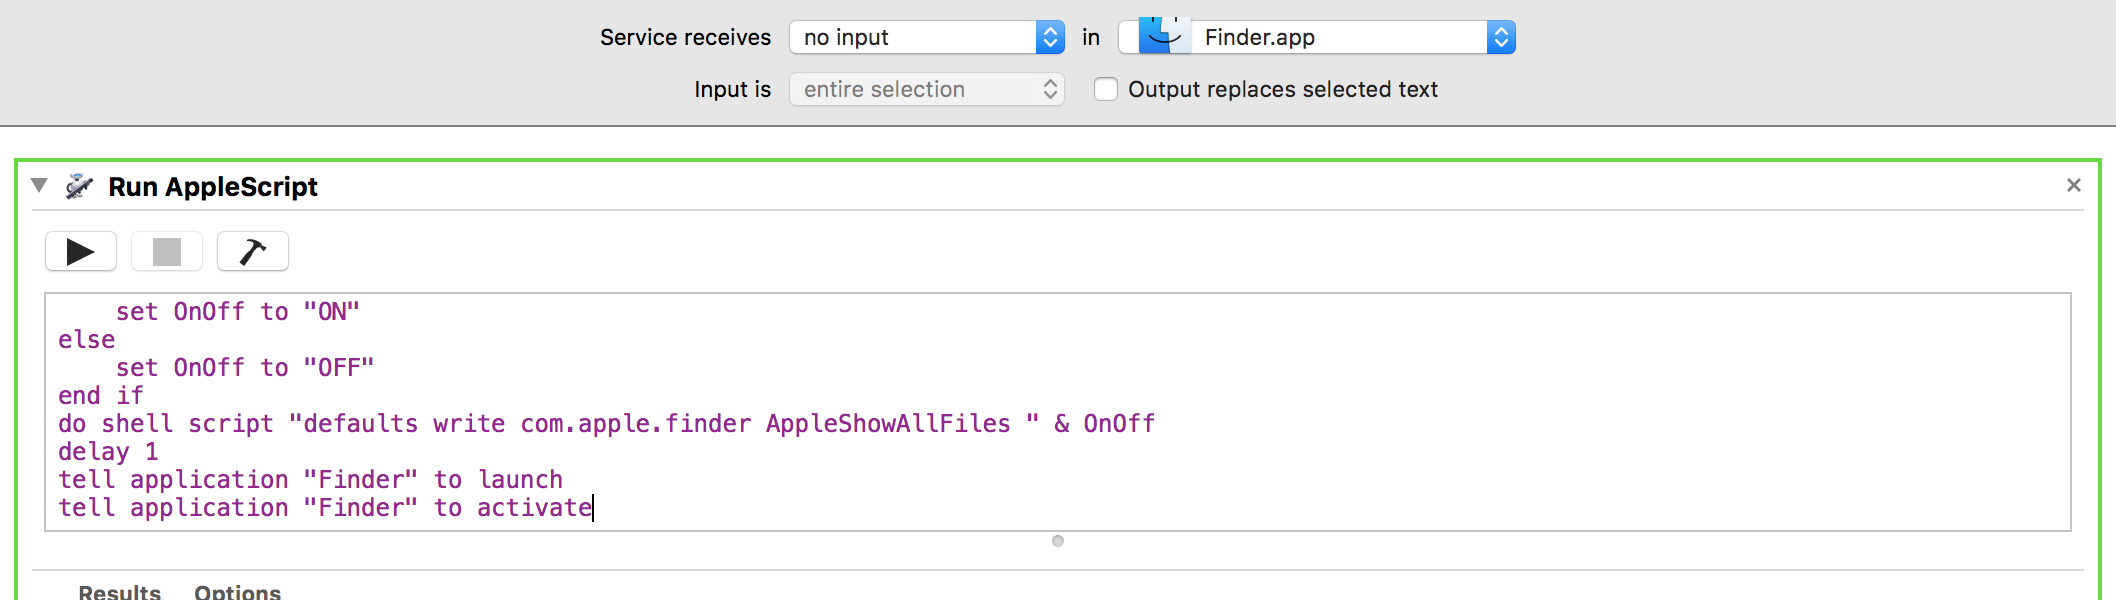 Service receives no input in Finder.app
Input is entire selection Output replaces selected text
Run AppleScript
set OnOff to "ON"
else
set OnOff to "OFF"
end if
do shell script "defaults write com.apple.finder AppleShowAllFiles " & OnOff
delay 1
tell application "Finder" to launch
tell application "Finder" to activate
Results Options